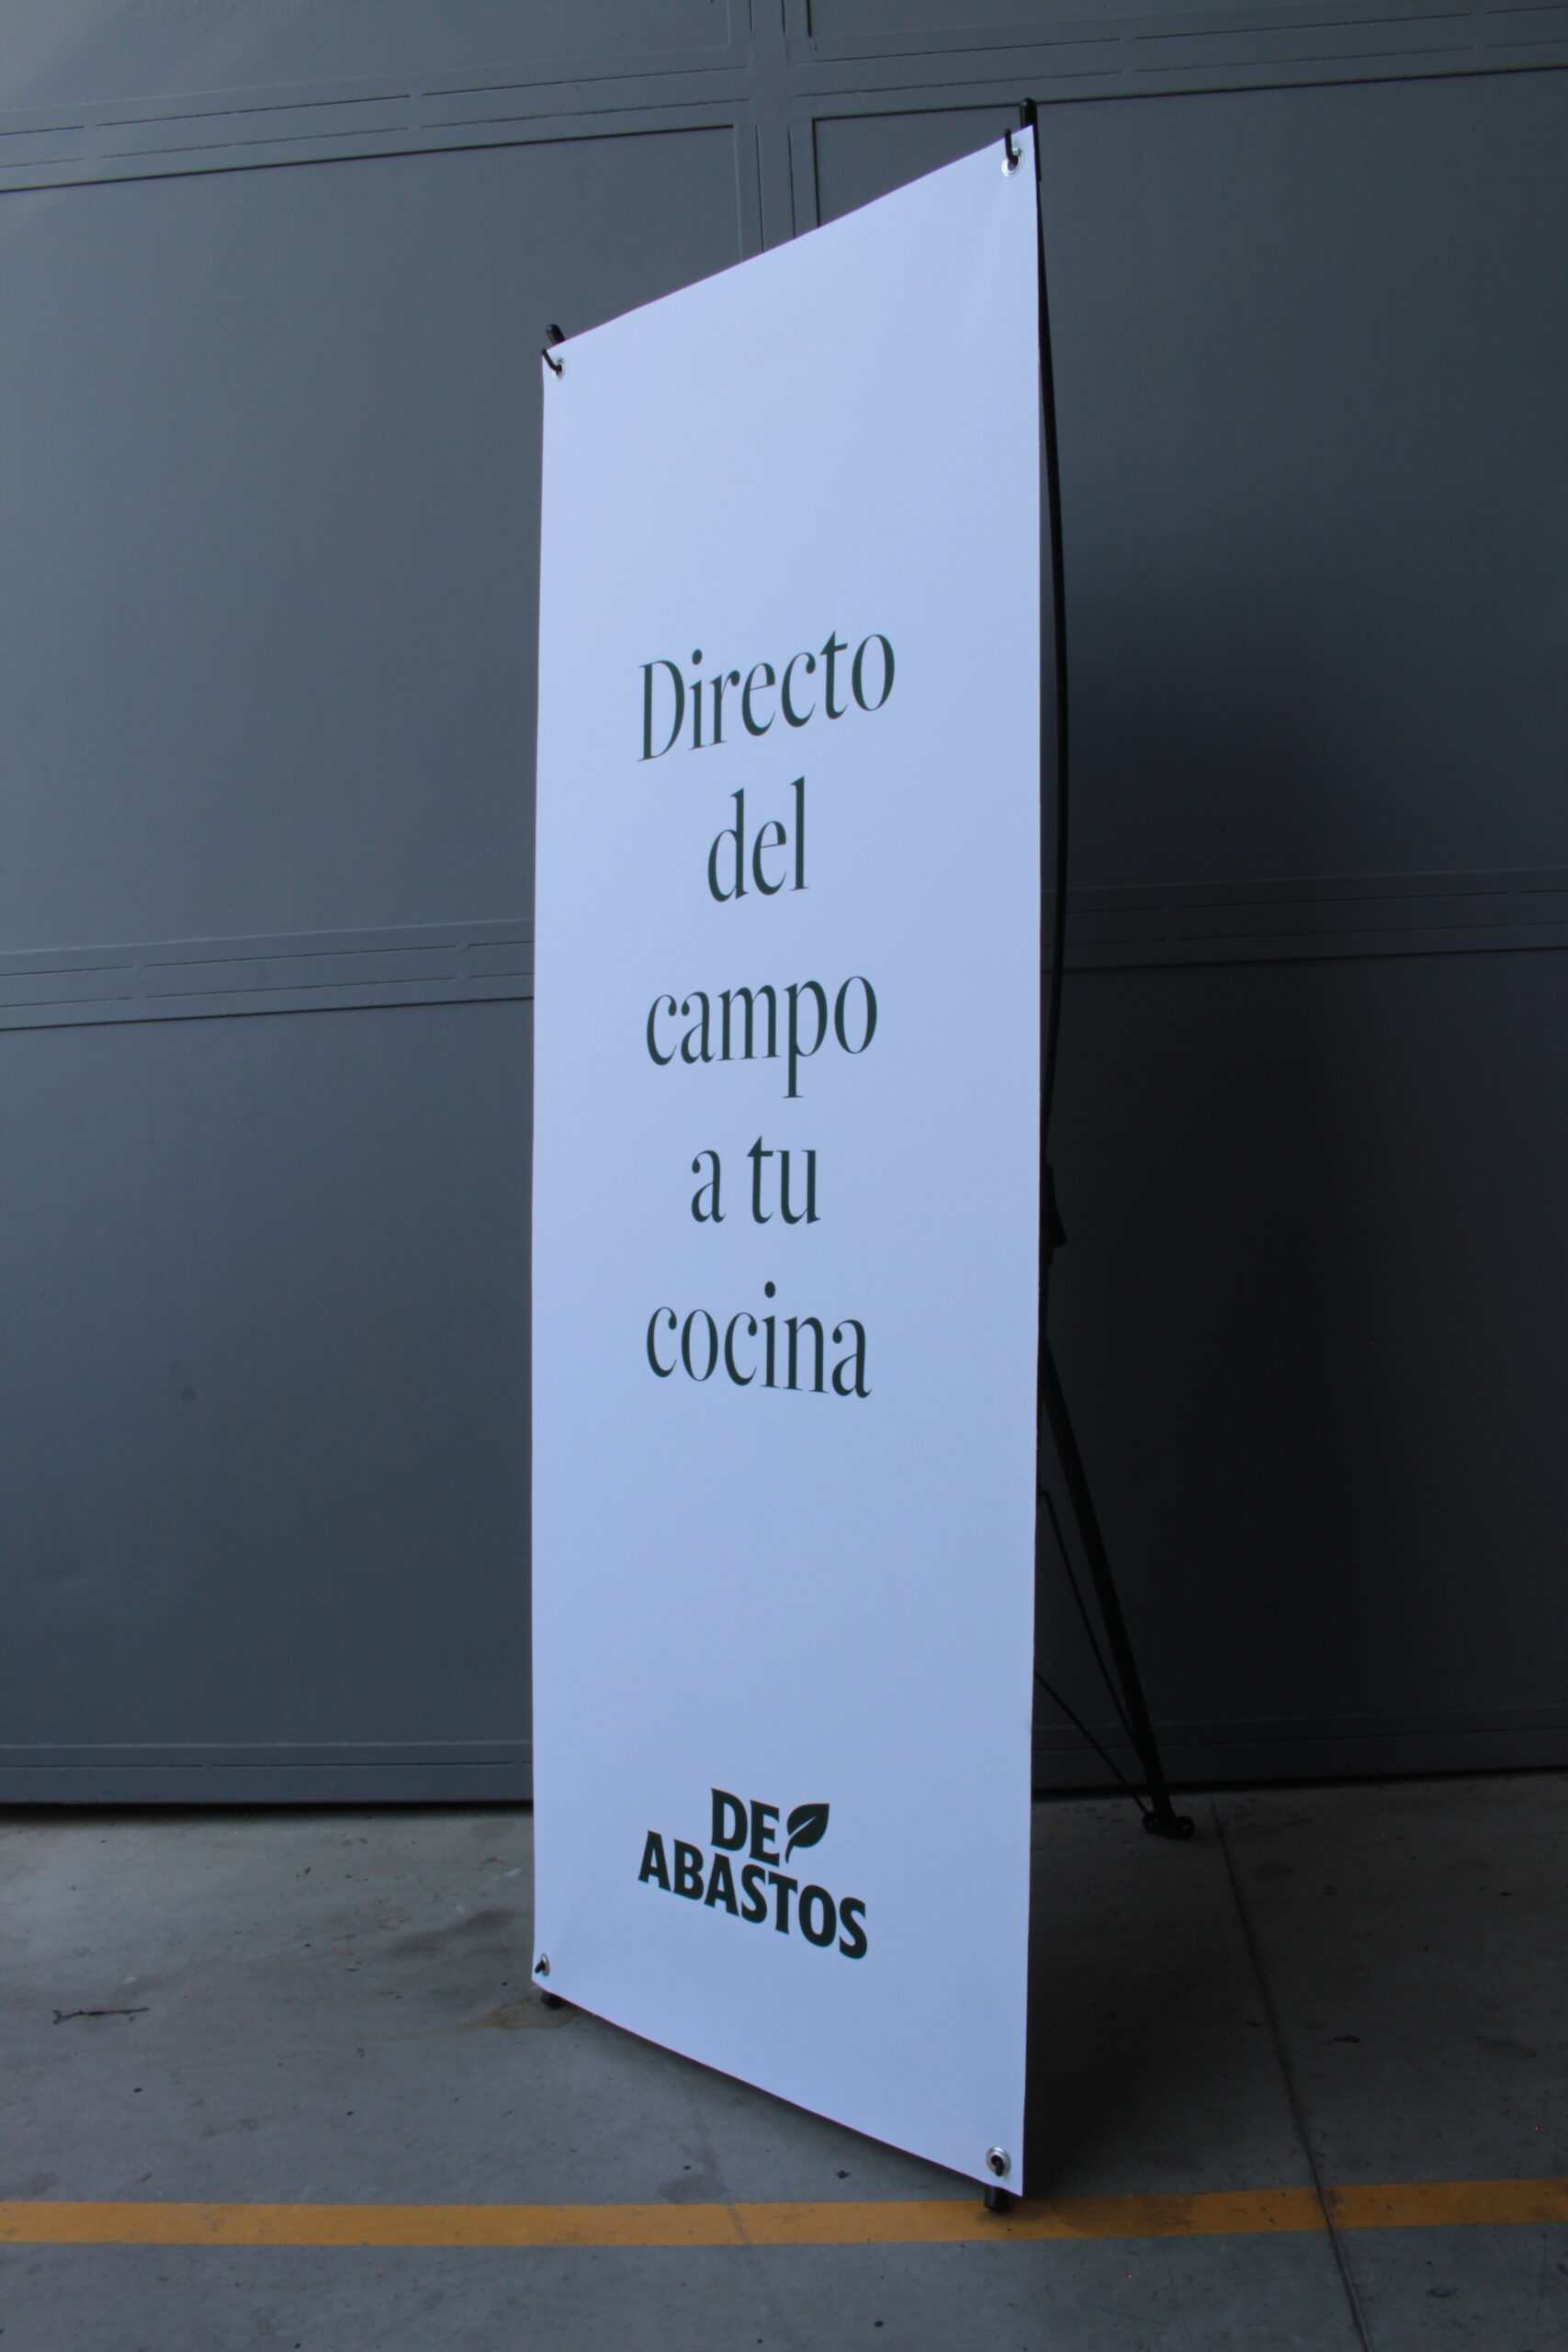 Directo
del
campo
a tu
cocina
DE
ABASTOS